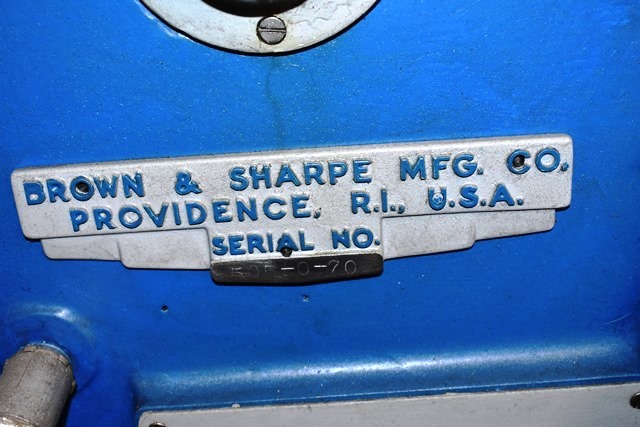 BROWN & SHARPE MFG. CO.
PROVIDENCE, R.I., U.S.A.
SERIAL NO.